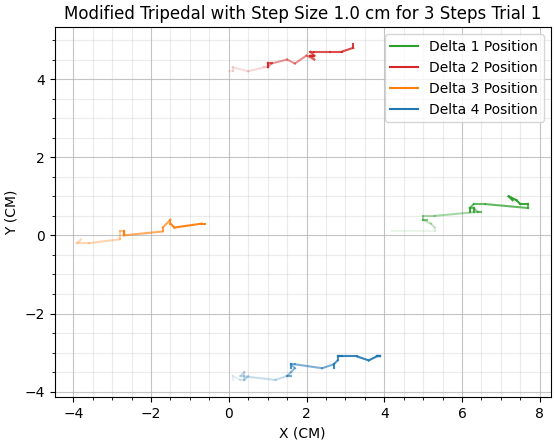 Modified Tripedal with Step Size 1.0 cm for 3 Steps Trial 1
Delta 1 Position
Delta 2 Position
Delta 3 Position
Delta 4 Position
Y (CM)
4
2
0
−2
−4
−4 −2 0 2 4 6 8
X (CM)